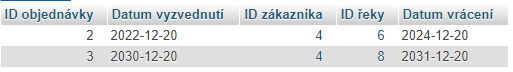 ID objednávky Datum vyzvednutí ID zákazníka ID řeky Datum vrácení
2 2022-12-20 4 6 2024-12-20
3 2030-12-20 4 8 2031-12-20